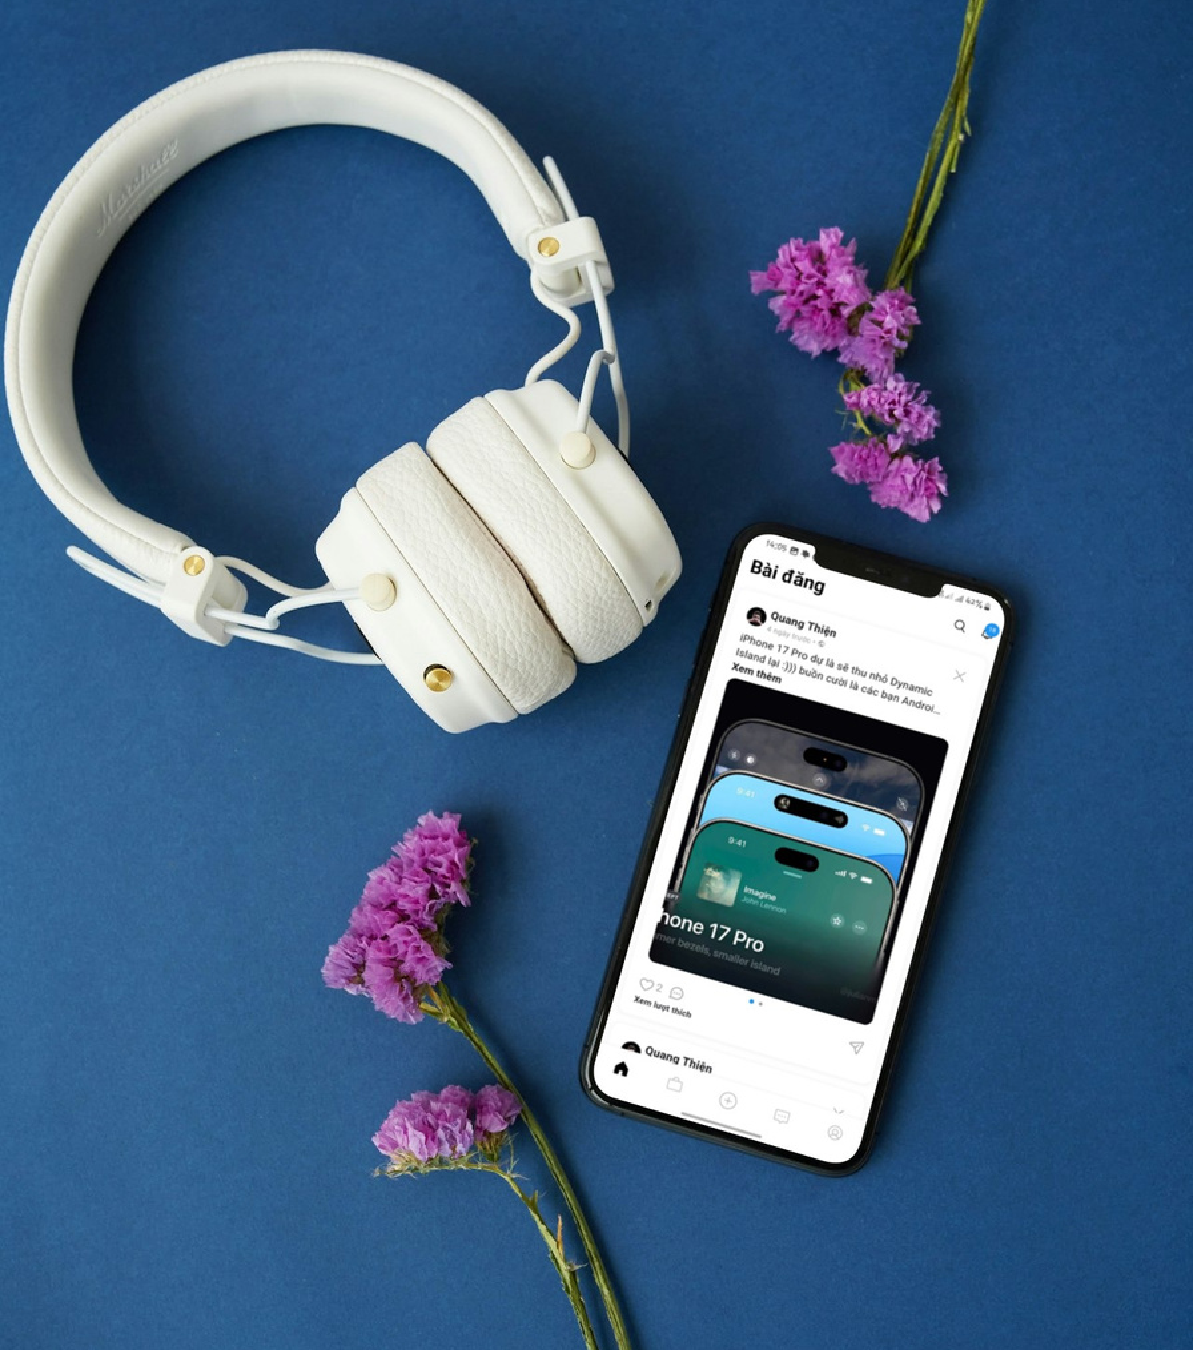 Marshall
14:05
42%
Bài đăng
Quang Thiện
4 ngày trước
iPhone 17 Pro dự là sẽ thu nhỏ Dynamic
Island lại :))) buồn cười là các bạn Androi...
Xem thêm
9:41
9:41
Imagine
John Lennon
hone 17 Pro
mer bezels, smaller island
2
Xem lượt thích
Quang Thiện